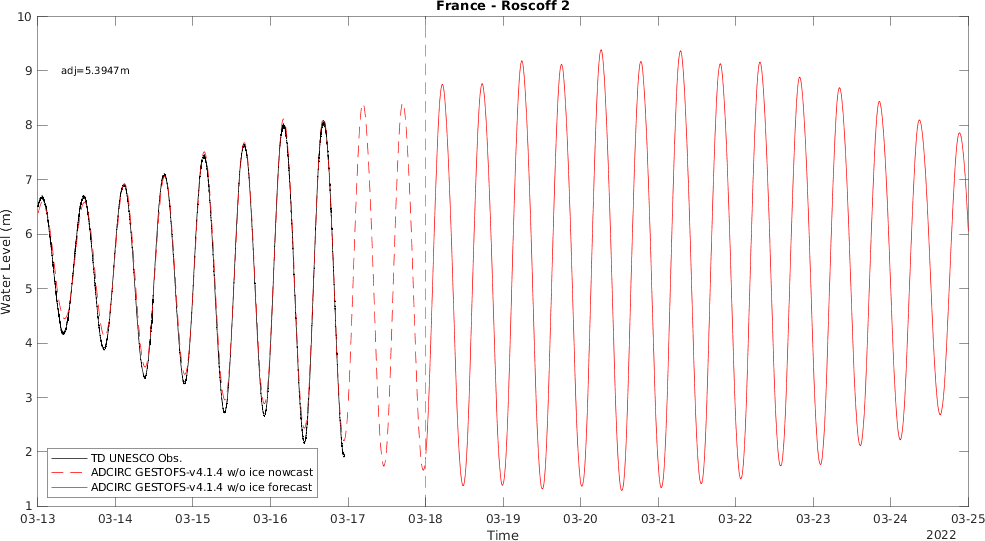 France - Roscoff 2
adj=5.3947m
Water Level (m)
10
9
8
7
6
5
4
3
2
1
TD UNESCO Obs.
ADCIRC GESTOFS-v4.1.4 w/o ice nowcast
ADCIRC GESTOFS-v4.1.4 w/o ice forecast
03-13 03-14 03-15 03-16 03-17 03-18 03-19 03-20 03-21 03-22 03-23 03-24 03-25
Time
2022